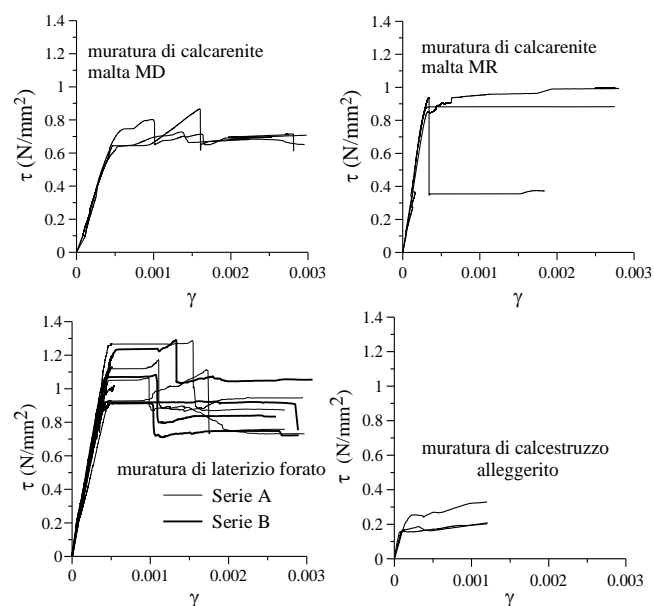 muratura di calcarenite
malta MD
τ (N/mm2)
1.4
1.2
1
0.8
0.6
0.4
0.2
0
0 0.001 0.002 0.003
γ
muratura di calcarenite
malta MR
τ (N/mm2)
1.4
1.2
1
0.8
0.6
0.4
0.2
0
0 0.001 0.002 0.003
γ
τ (N/mm2)
1.4
1.2
1
0.8
0.6
0.4
0.2
0
muratura di laterizio forato
Serie A
Serie B
0 0.001 0.002 0.003
γ
τ (N/mm2)
1.4
1.2
1
0.8
0.6
0.4
0.2
0
muratura di calcestruzzo
alleggerito
0 0.001 0.002 0.003
γ